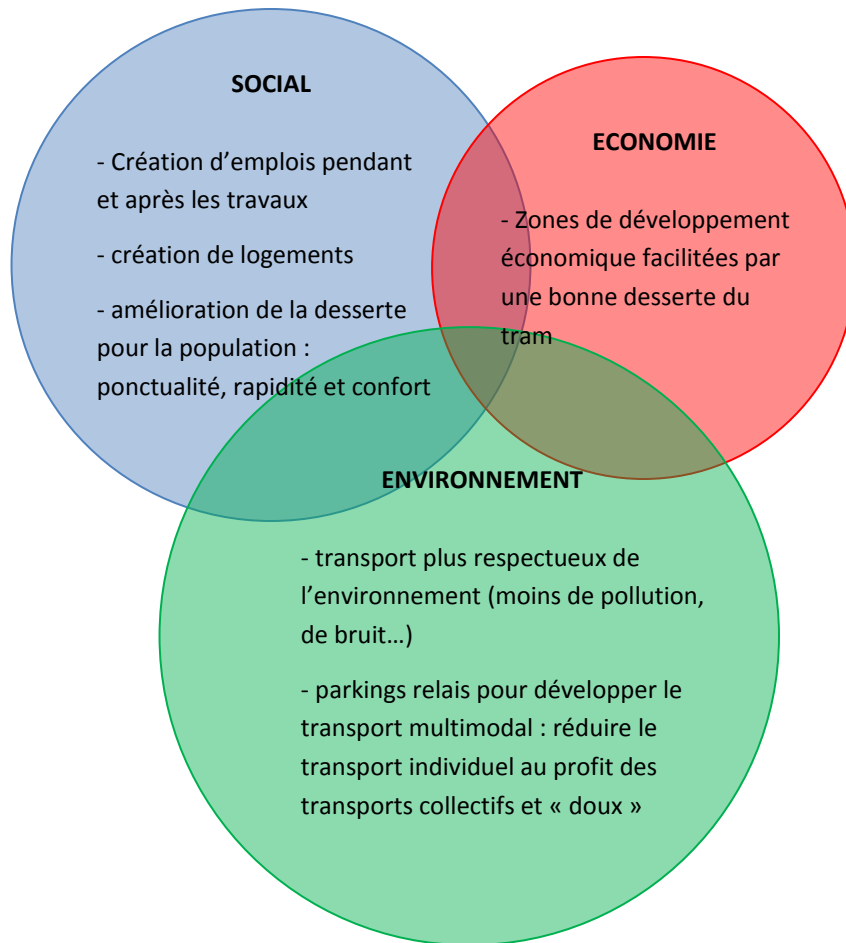 SOCIAL
- Création d’emplois pendant
et après les travaux
- création de logements
- amélioration de la desserte
pour la population :
ponctualité, rapidité et confort
ECONOMIE
- Zones de développement
économique facilitées par
une bonne desserte du
tram
ENVIRONNEMENT
- transport plus respectueux de
l’environnement (moins de pollution,
de bruit…)
- parkings relais pour développer le
transport multimodal : réduire le
transport individuel au profit des
transports collectifs et « doux »